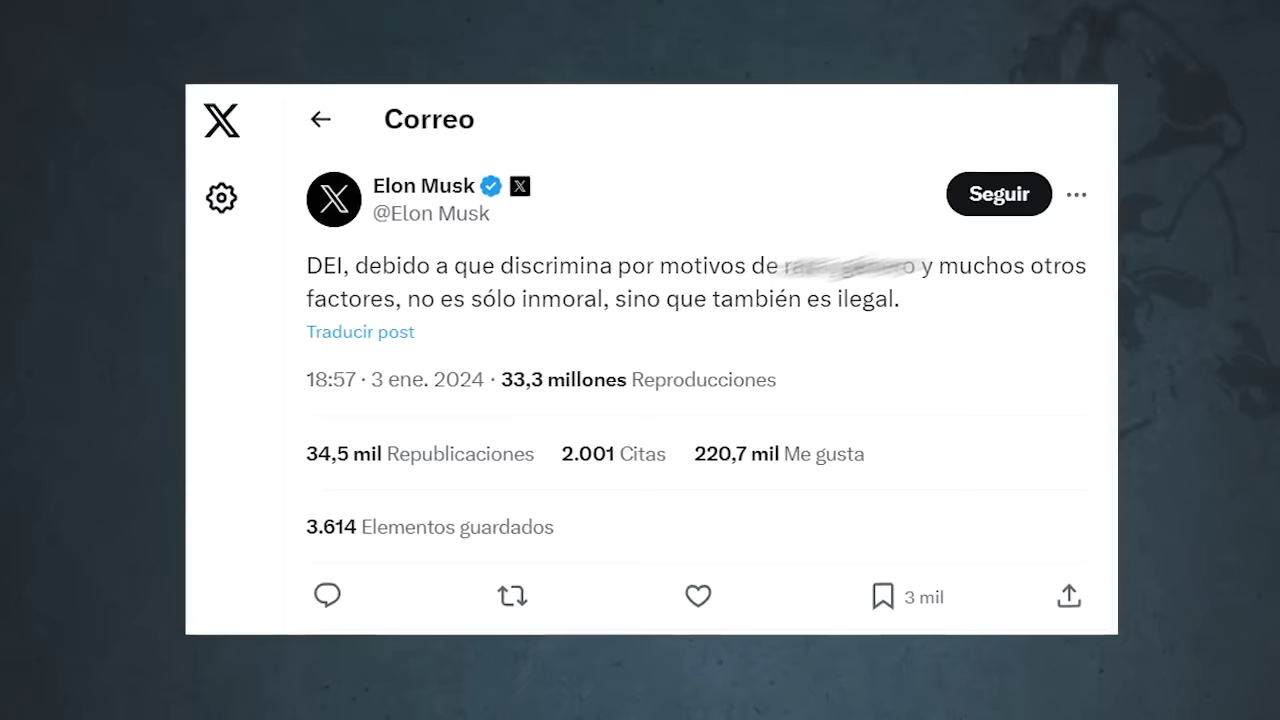 Correo
Elon Musk
@Elon Musk
Seguir
DEI, debido a que discrimina por motivos de y muchos otros
factores, no es sólo inmoral, sino que también es ilegal.
Traducir post
18:57 · 3 ene. 2024 · 33,3 millones Reproducciones
34,5 mil Republicaciones 2.001 Citas 220,7 mil Me gusta
3.614 Elementos guardados
3 mil